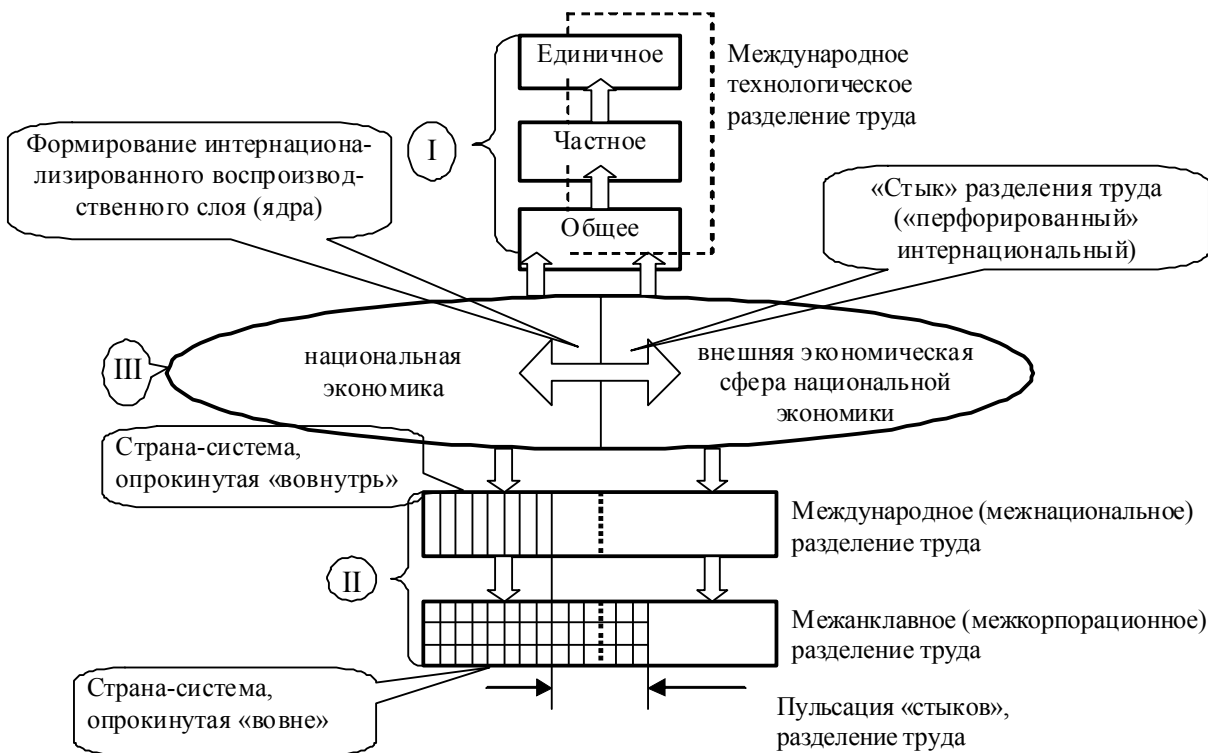 Единичное
Частное
Общее
Международное
технологическое
разделение труда
I
Формирование интернациона-
лизированного воспроизвод-
ственного слоя (ядра)
«Стык» разделения труда
(«перфорированный»
интернациональный)
III
национальная
экономика
внешняя экономическая
сфера национальной
экономики
Страна-система,
опрокинутая «вовнутрь»
Международное (межнациональное)
разделение труда
II
Межанклавное (межкорпорационное)
разделение труда
Страна-система,
опрокинутая «вовне»
Пульсация «стыков»,
разделение труда